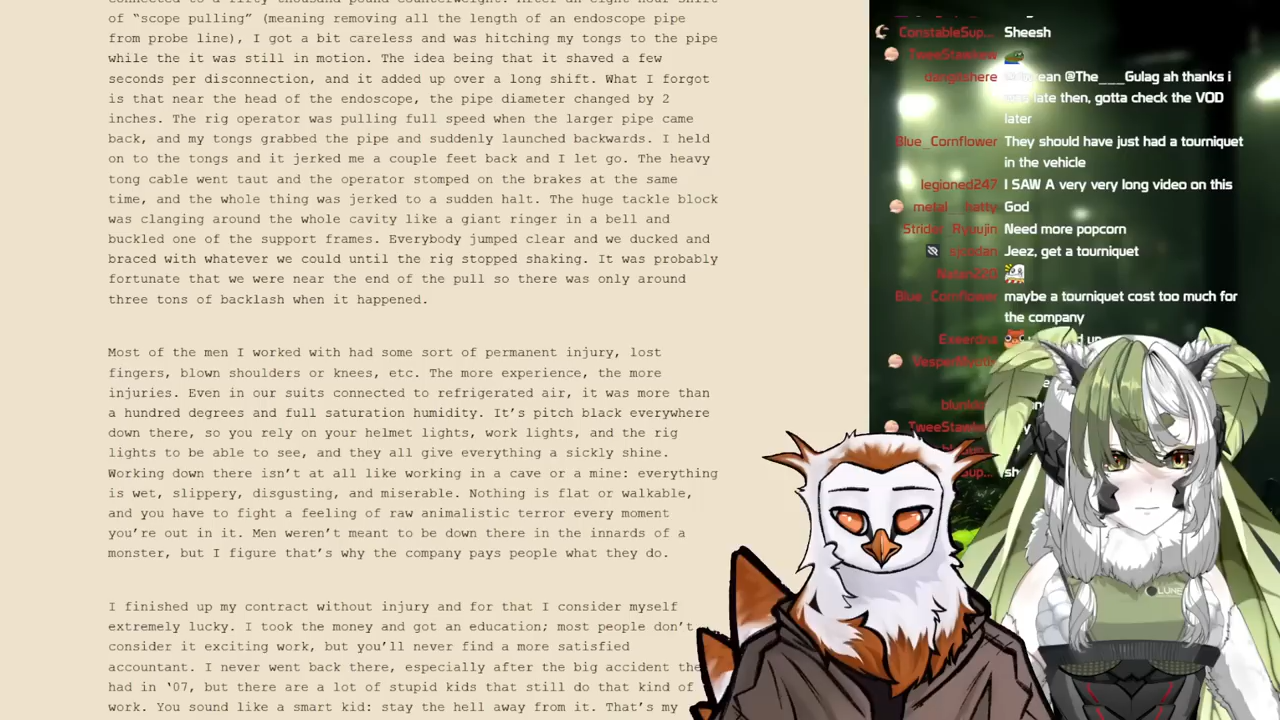 of “scope pulling” (meaning removing all the length of an endoscope pipe
from probes) I had got a bit careless and was hitching my tongs to the pipe
while the it was still in motion. The idea being that it shaved a few
seconds per disconnection and it added up over a long shift. What I forgot
is that near the head of the endoscope, the pipe diameter changed by 2
inches. The rig operator was pulling full speed when the larger pipe came
back, and my tongs grabbed the pipe and suddenly launched backwards. I held
on to the tongs and it jerked me a couple feet back and I let go. The heavy
tong cable went taut and the operator stomped on the brakes at the same
time, and the whole thing was jerked to a sudden halt. The huge tackle block
was clanging around the whole cavity like a giant ringer in a bell and
buckled one of the support frames. Everybody jumped clear and we ducked and
braced with whatever we could until the rig stopped shaking. It was probably
fortunate that we were near the end of the pull so there was only around
three tons of backlash when it happened.
Most of the men I worked with had some sort of permanent injury, lost
fingers, blown shoulders or knees, etc. The more experience, the more
injuries. Even in our suits connected to refrigerated air, it was more than
a hundred degrees and full saturation humidity. It’s pitch black everywhere
down there, so you rely on your helmet lights, work lights, and the rig
lights to be able to see, and they all give everything a sickly shine.
Working down there isn’t at all like working in a cave or a mine: everything
is wet, slippery, disgusting, and miserable. Nothing is flat or walkable,
and you have to fight a feeling of raw animalistic terror every moment
you’re out in it. Men weren’t meant to be down there in the innards of a
monster, but I figure that’s why the company pays people what they do.
I finished up my contract without injury and for that I consider myself
extremely lucky. I took the money and got an education; most people don’t
consider it exciting work, but you’ll never find a more satisfied
accountant. I never went back there, especially after the big accident they
had in ‘07, but there are a lot of stupid kids that still do that kind of
work. You sound like a smart kid: stay the hell away from it. That’s my
ConstableSup... Sheesh
TweeStawlow
@The___Gulag ah thanks i
late then, gotta check the VOD
later
Blue_Cornflower They should have just had a tourniquet
in the vehicle
legioned247 I SAW A very very long video on this
metal__hatty God
Strider_Ryuujin Need more popcorn
sjordan Jeez, get a tourniquet
Natan220
Blue_Cornflower maybe a tourniquet cost too much for
the company
LUNE